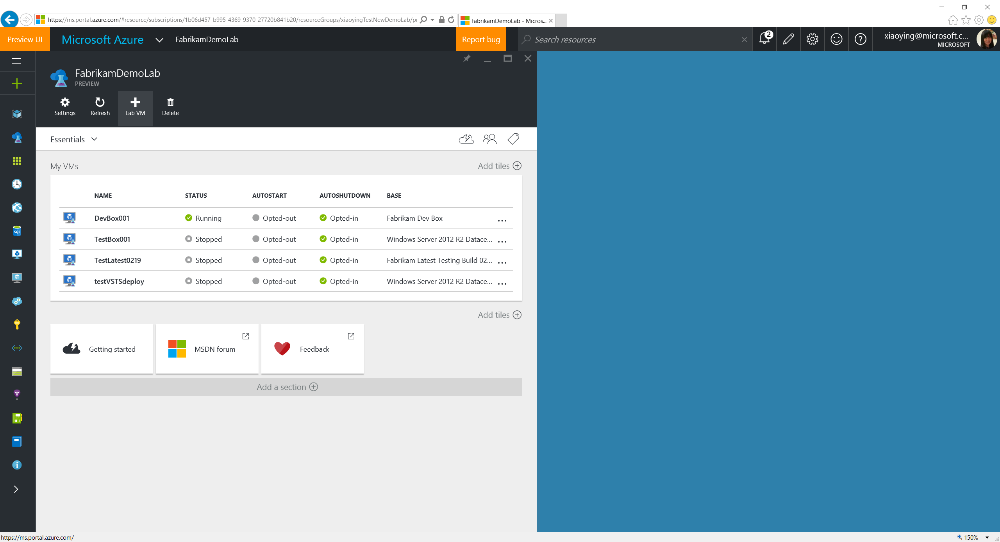 https://ms.portal.azure.com/#resource/subscriptions/1b06d457-b995-4369-9370-27720b841b20/resourceGroups/xiaoyingTestNewDemoLab/p
FabrikamDemoLab - Micros...
Preview UI
Microsoft Azure
FabrikamDemoLab
Report bug
Search resources
2
xiaoying@microsoft.c...
MICROSOFT
FabrikamDemoLab
PREVIEW
Settings Refresh Lab VM Delete
Essentials
My VMs
Add tiles
NAME STATUS AUTOSTART AUTOSHUTDOWN BASE
DevBox001 Running Opted-out Opted-in Fabrikam Dev Box ...
TestBox001 Stopped Opted-out Opted-in Windows Server 2012 R2 Datace... ...
TestLatest0219 Stopped Opted-out Opted-in Fabrikam Latest Testing Build 02... ...
testVSTSdeploy Stopped Opted-out Opted-in Windows Server 2012 R2 Datace... ...
SQL
Add tiles
Getting started
MSDN forum
Feedback
Add a section
https://ms.portal.azure.com/
150%